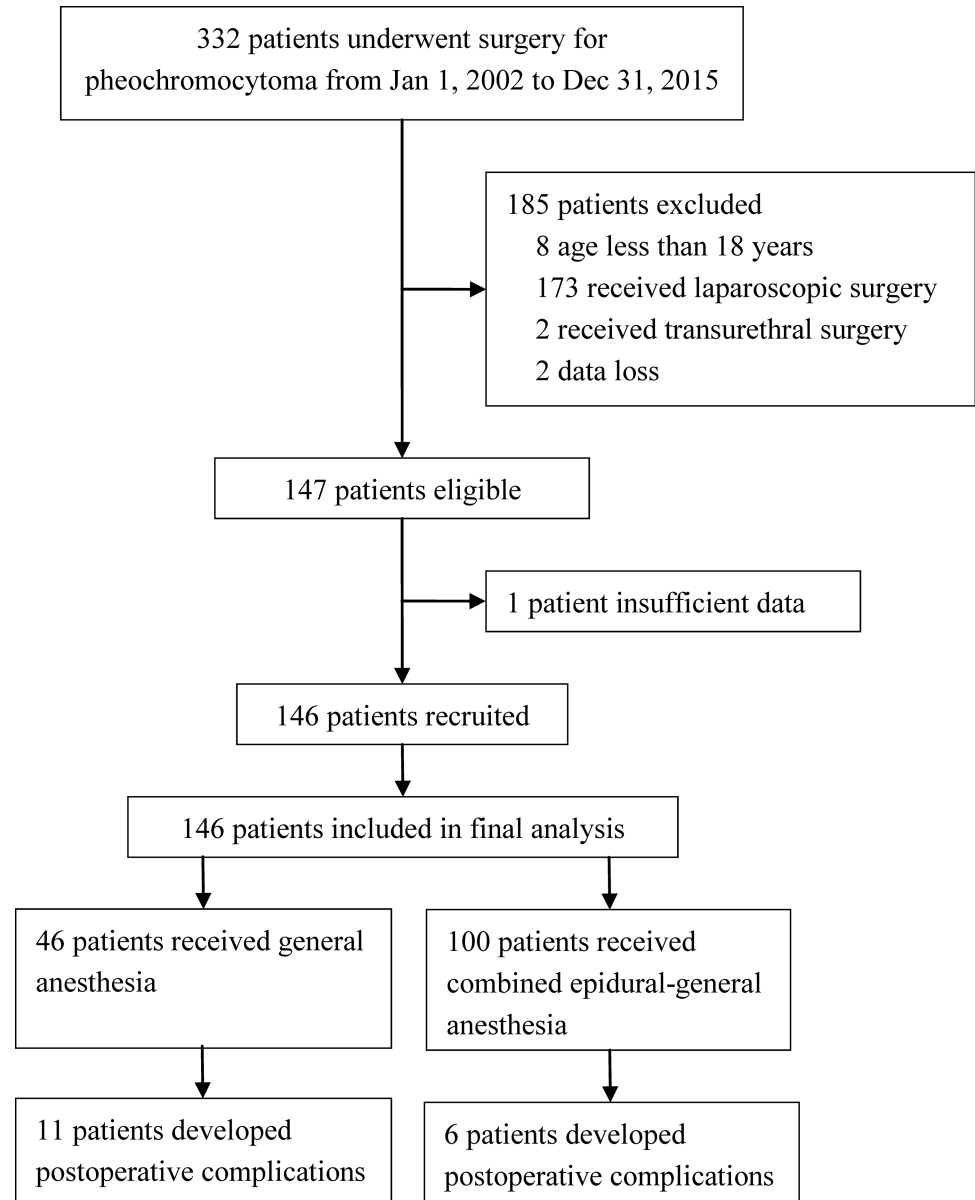 332 patients underwent surgery for
pheochromocytoma from Jan 1, 2002 to Dec 31, 2015
185 patients excluded
8 age less than 18 years
173 received laparoscopic surgery
2 received transurethral surgery
2 data loss
147 patients eligible
1 patient insufficient data
146 patients recruited
146 patients included in final analysis
46 patients received general
anesthesia
100 patients received
combined epidural-general
anesthesia
11 patients developed
postoperative complications
6 patients developed
postoperative complications